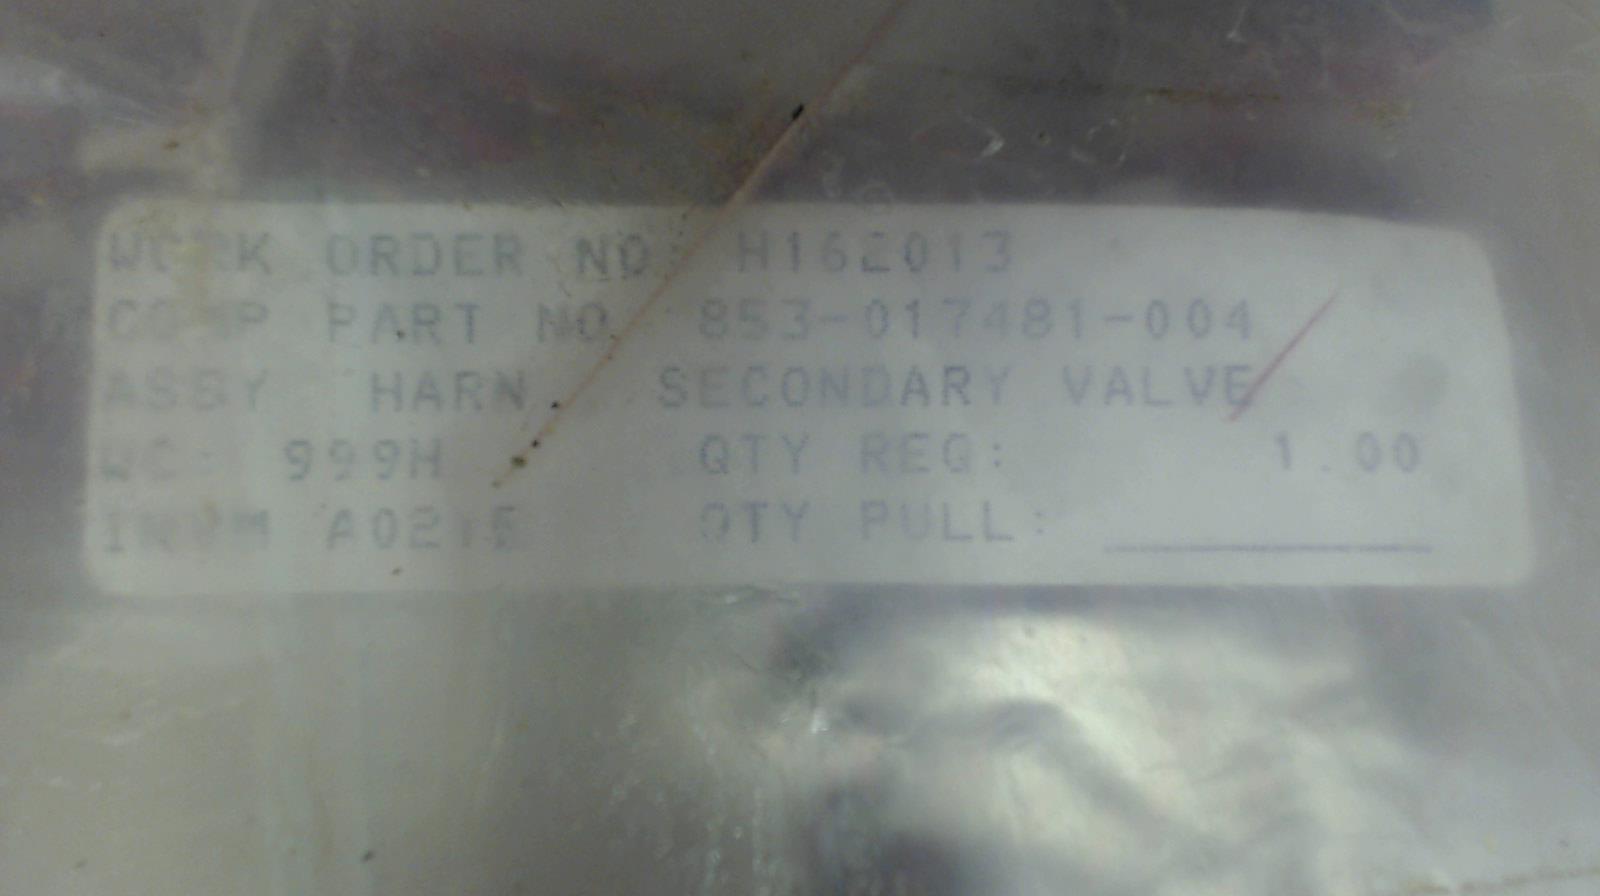 WORK ORDER NO: H162013
COMP PART NO 853-017481-004
ASSY HARN SECONDARY VALVE
WC: 999H QTY REQ: 1.00
QTY PULL: